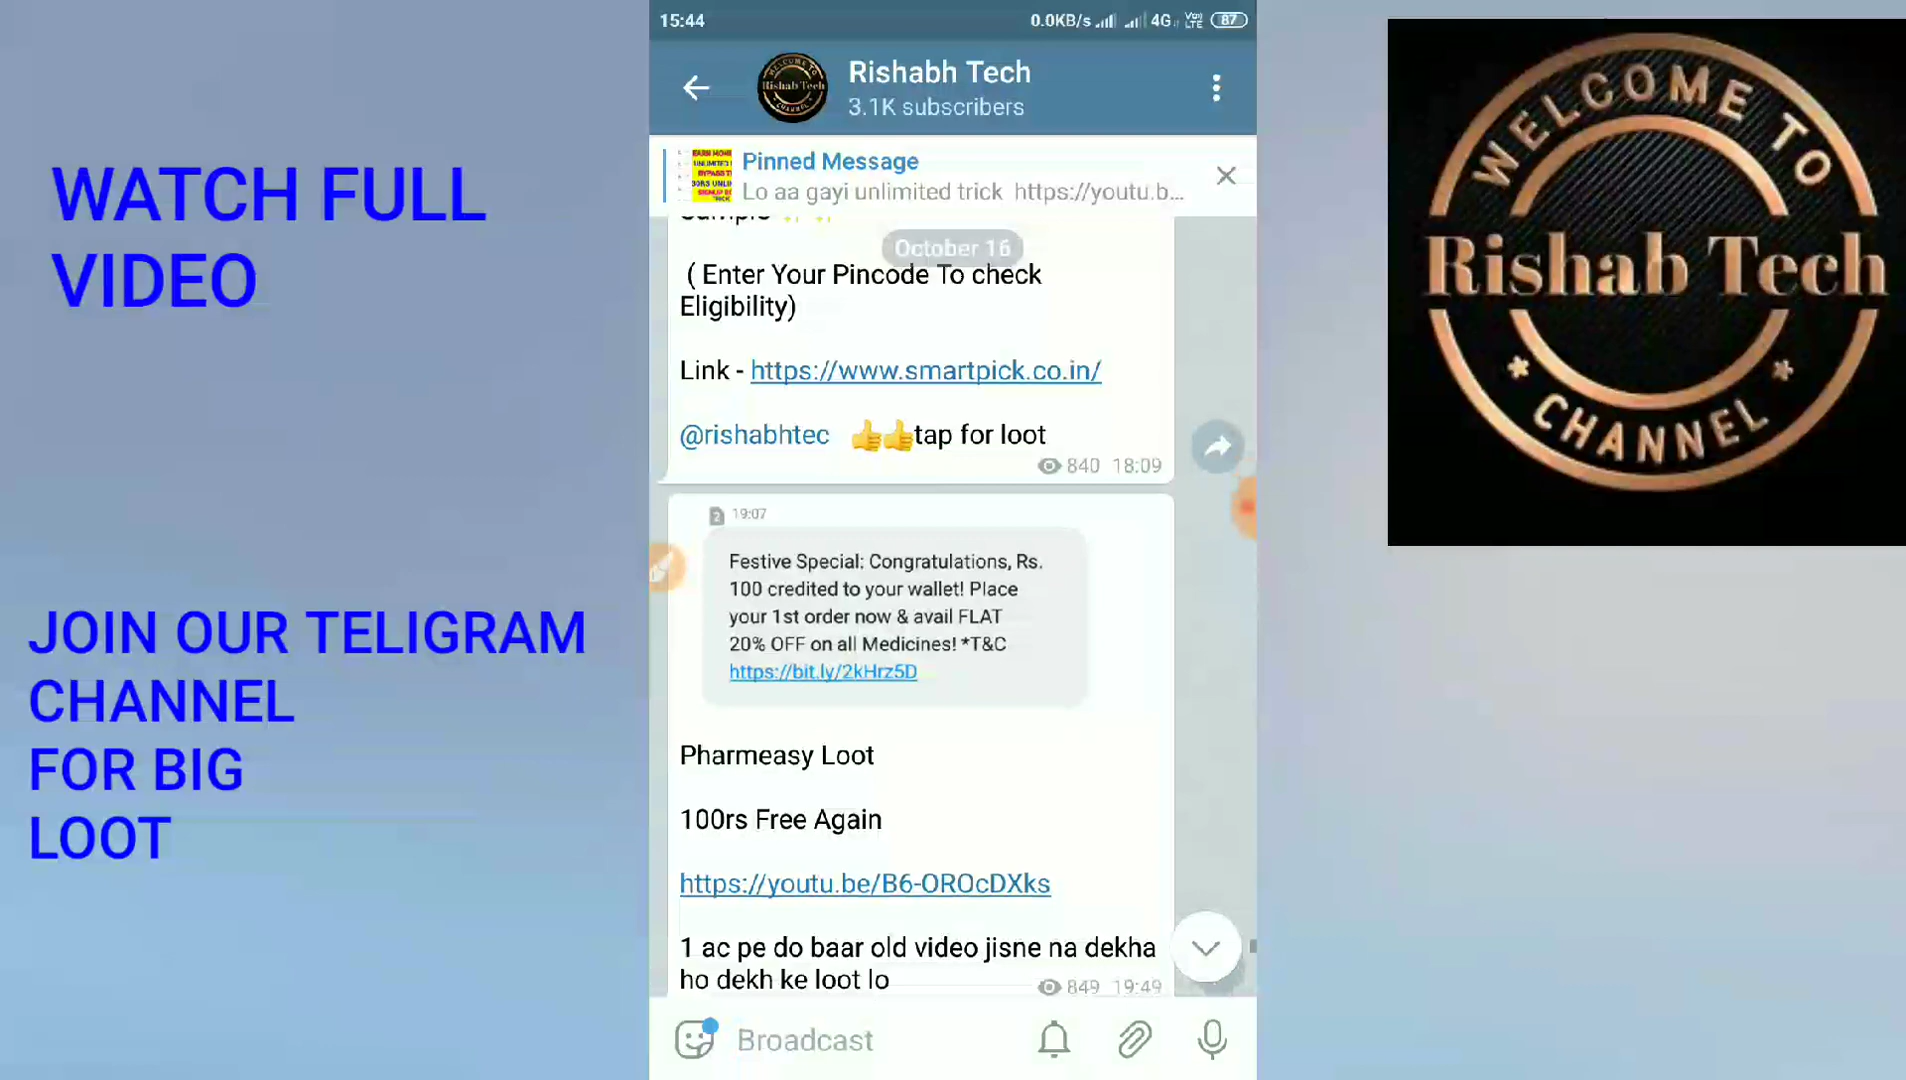 WATCH FULL
VIDEO
JOIN OUR TELIGRAM
CHANNEL
FOR BIG
LOOT
15:44
0.0KB/s 4G Vo) LTE 87
Rishabh Tech
3.1K subscribers
Pinned Message
Lo aa gayi unlimited trick https://youtu.b...
October 16
( Enter Your Pincode To check
Eligibility)
Link - https://www.smartpick.co.in/
@rishabhtec 👍👍tap for loot
840 18:09
2 19:07
Festive Special: Congratulations, Rs.
100 credited to your wallet! Place
your 1st order now & avail FLAT
20% OFF on all Medicines! *T&C
https://bit.ly/2kHrz5D
Pharmeasy Loot
100rs Free Again
https://youtu.be/B6-OROcDXks
1 ac pe do baar old video jisne na dekha
ho dekh ke loot lo
849 19:49
Broadcast
WELCOME TO
Rishab Tech
* CHANNEL *